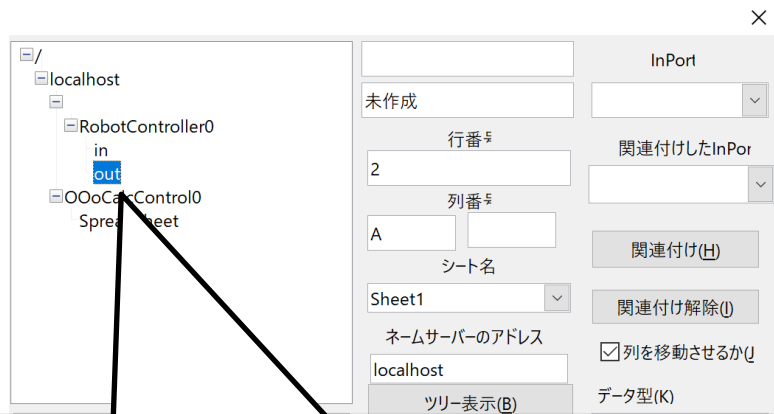 /
localhost
RobotController0
in
out
OOoCalcControl0
Spreadsheet
未作成
行番号
2
列番号
A
シート名
Sheet1
ネームサーバーのアドレス
localhost
ツリー表示(B)
InPort
関連付けしたInPor
関連付け(H)
関連付け解除(I)
列を移動させるか(J
データ型(K)